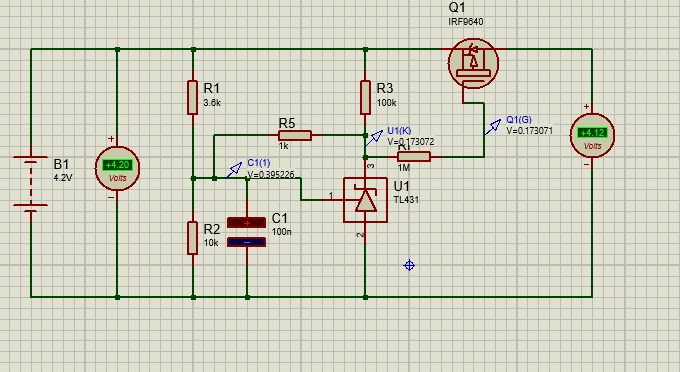 Q1
IRF9640
R1
3.6k
R3
100k
+
+4.20
Volts
B1
4.2V
R5
1k
U1(K)
V=0.173072
Q1(G)
V=0.173071
+
+4.12
Volts
1M
C1(1)
V=0.395226
3
1
U1
TL431
2
R2
10k
C1
100n